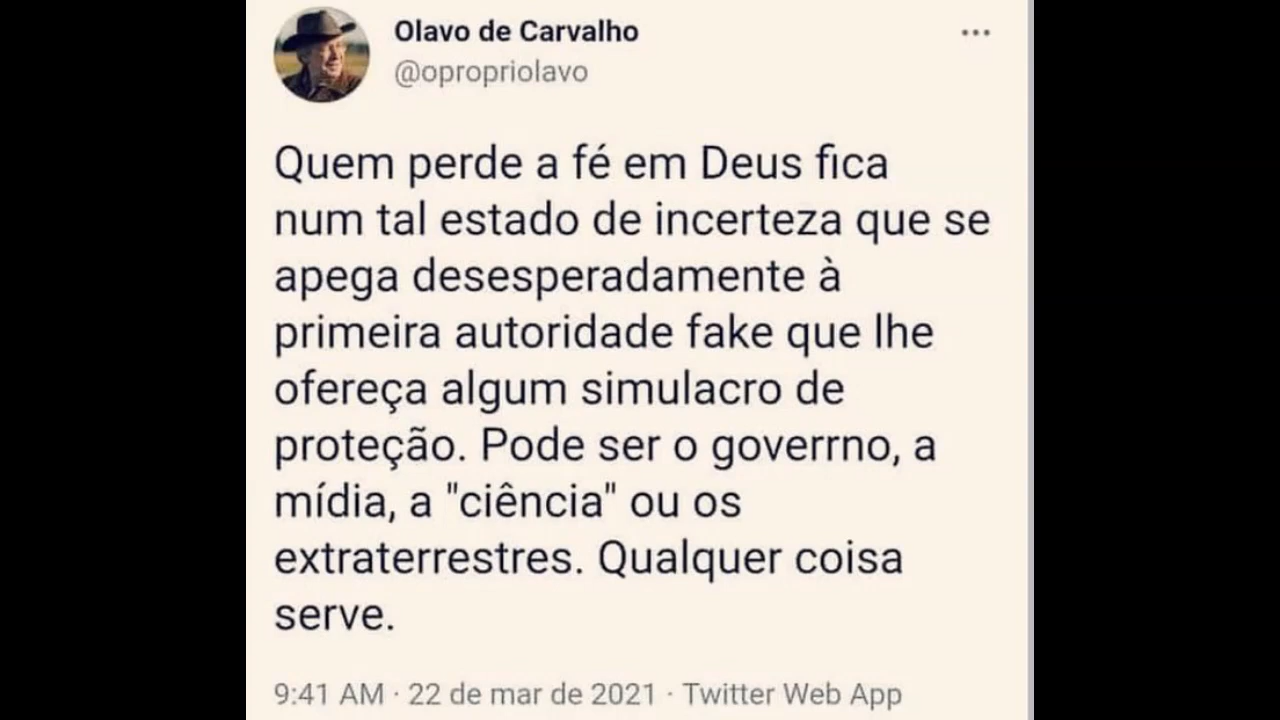 Olavo de Carvalho
@opropriolavo
Quem perde a fé em Deus fica
num tal estado de incerteza que se
apega desesperadamente à
primeira autoridade fake que lhe
ofereça algum simulacro de
proteção. Pode ser o goverrno, a
mídia, a "ciência" ou os
extraterrestres. Qualquer coisa
serve.
9:41 AM · 22 de mar de 2021 · Twitter Web App